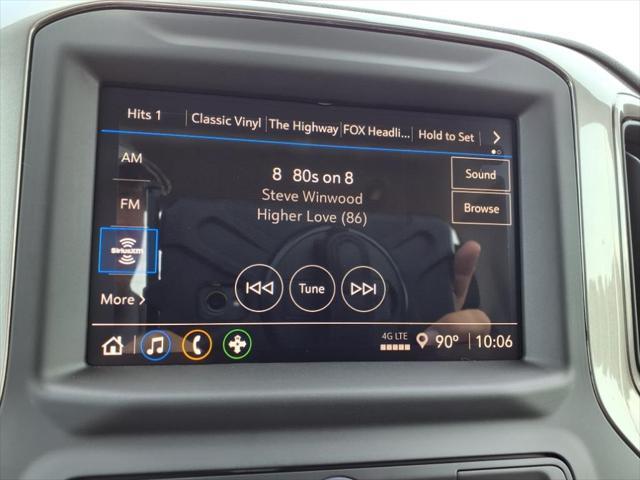 Hits 1 Classic Vinyl The Highway FOX Headli... Hold to Set
AM
8 80s on 8
Sound
Steve Winwood
FM
Browse
Higher Love (86)
SiriusXM
Tune
More
4G LTE
90° 10:06